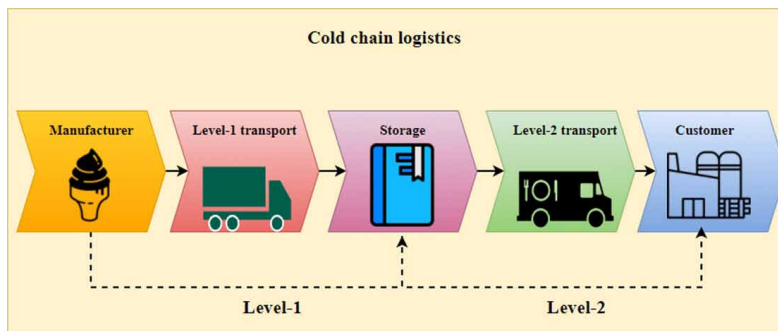 Cold chain logistics
Manufacturer
Level-1 transport
Storage
Level-2 transport
Customer
Level-1
Level-2